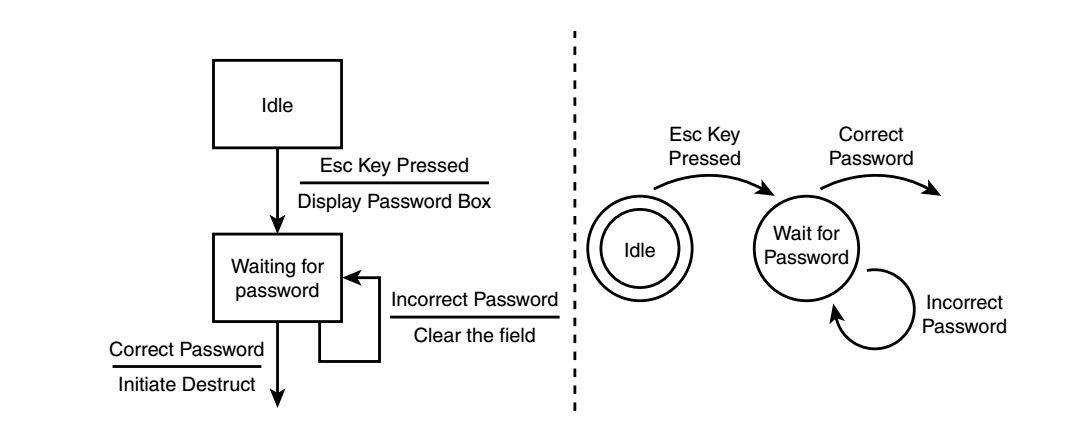 Idle
Esc Key Pressed
Display Password Box
Waiting for
password
Incorrect Password
Clear the field
Correct Password
Initiate Destruct
Esc Key
Pressed
Correct
Password
Idle
Wait for
Password
Incorrect
Password